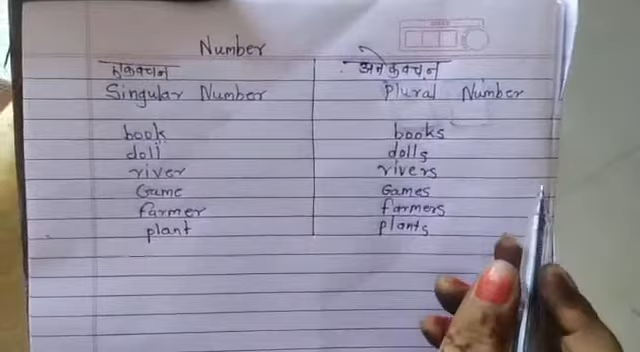 Number
एकवचन अनेकवचन
Singular Number Plural Number
book books
doll dolls
river rivers
Game Games
farmer farmers
plant plants